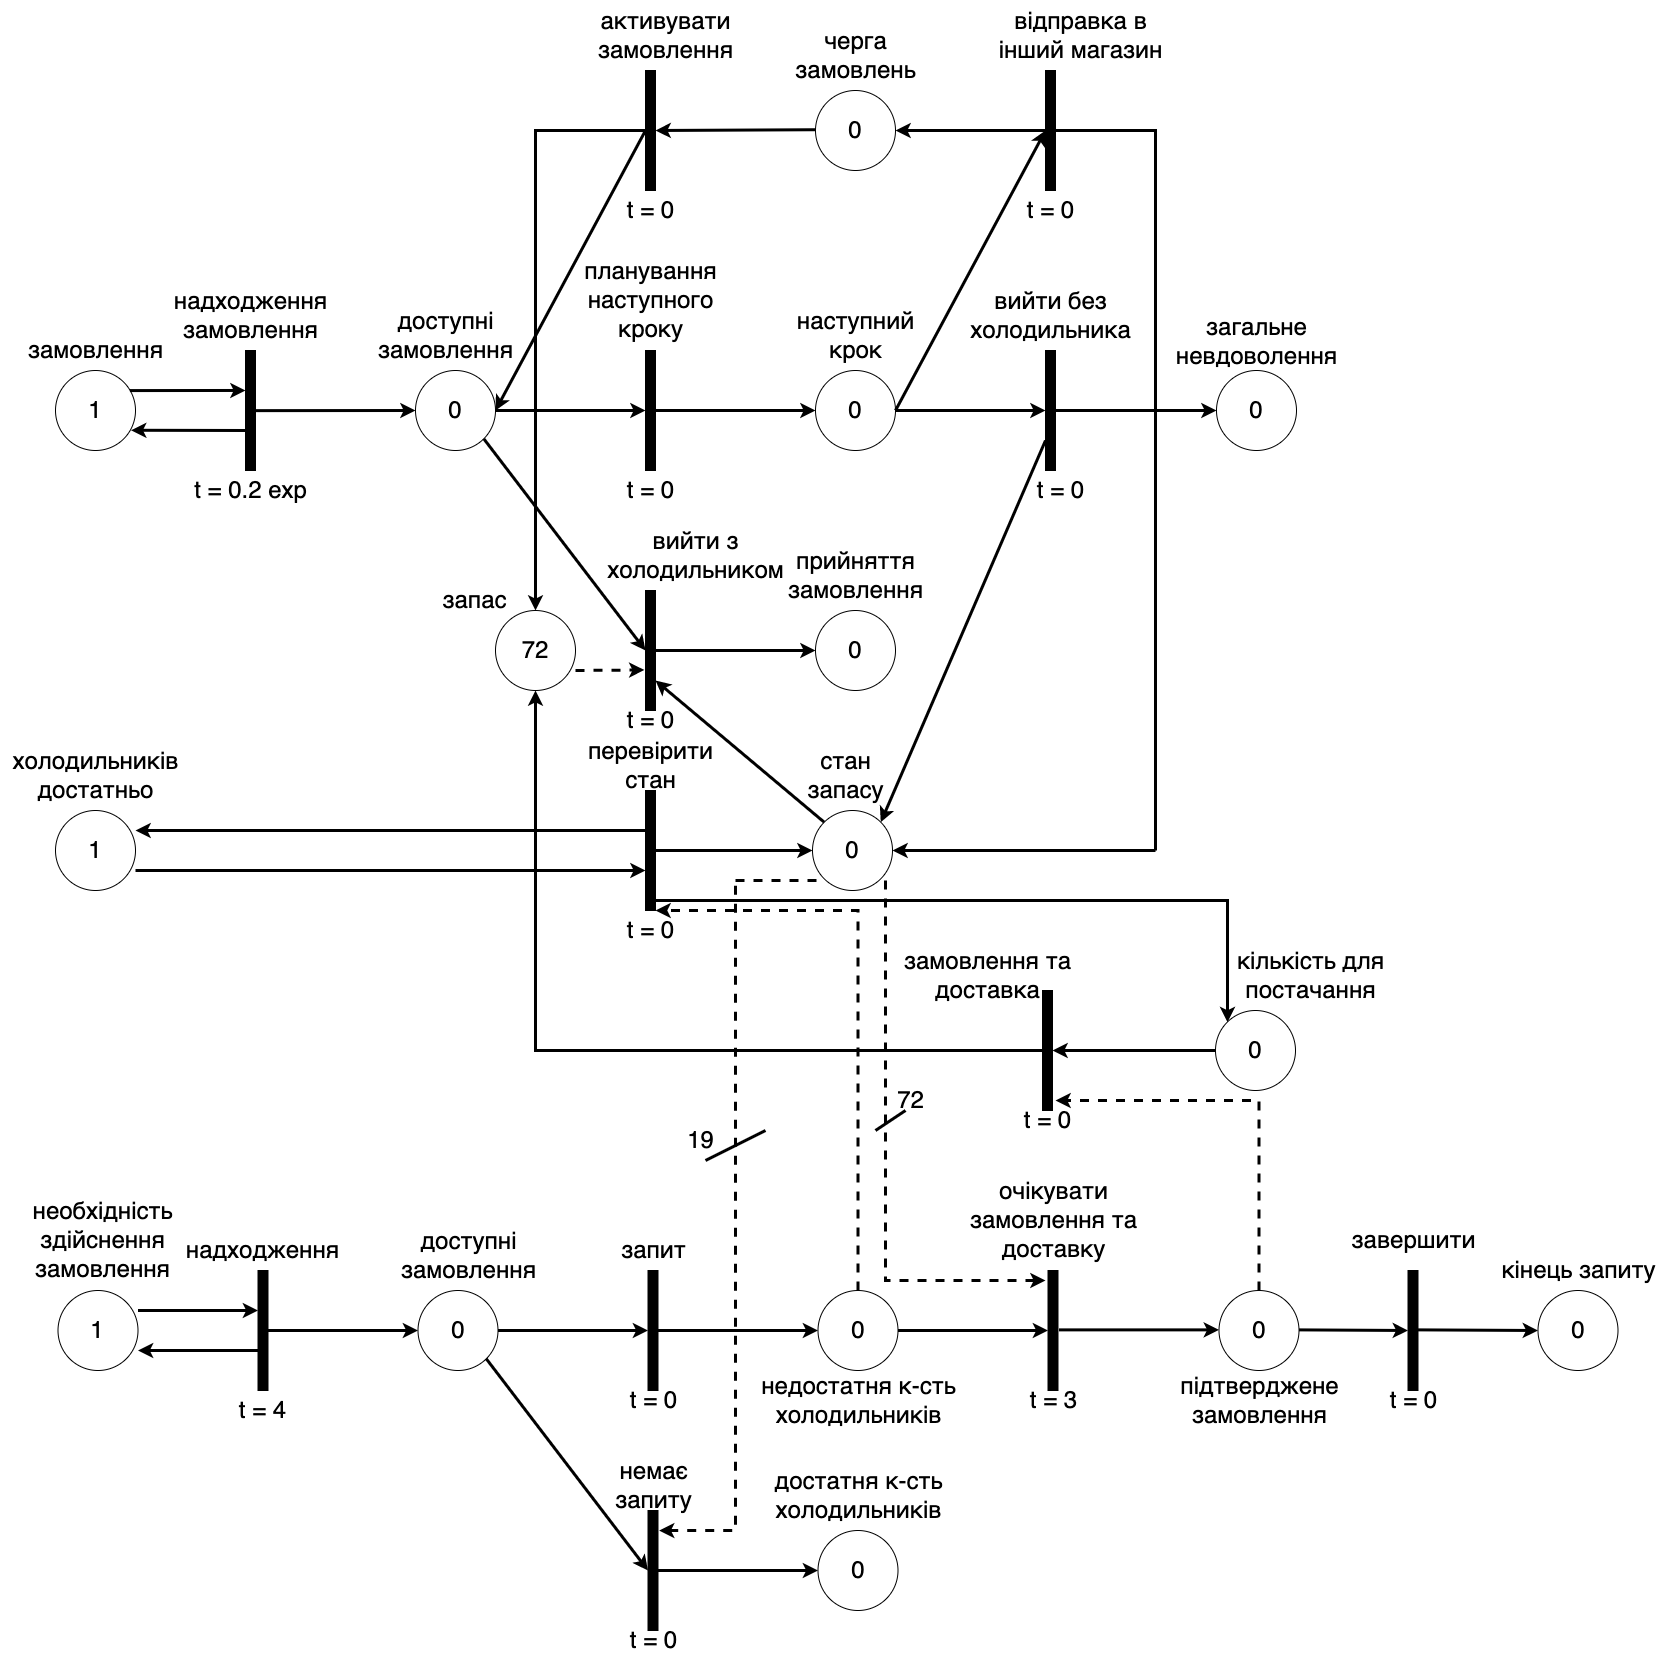 активувати
замовлення
черга
замовлень
відправка в
інший магазин
0
t = 0
t = 0
планування
наступного
кроку
надходження
замовлення
доступні
замовлення
наступний
крок
вийти без
холодильника
загальне
невдоволення
замовлення
1
0
0
0
t = 0.2 exp
t = 0
t = 0
вийти з
холодильником
прийняття
замовлення
запас
72
0
t = 0
перевірити
стан
холодильників
достатньо
стан
запасу
1
0
t = 0
замовлення та
доставка
кількість для
постачання
0
t = 0
72
19
необхідність
здійснення
замовлення
надходження
доступні
замовлення
запит
очікувати
замовлення та
доставку
завершити
кінець запиту
1
0
0
0
0
t = 4
t = 0
недостатня к-сть
холодильників
t = 3
підтверджене
замовлення
t = 0
немає
запиту
достатня к-сть
холодильників
0
t = 0